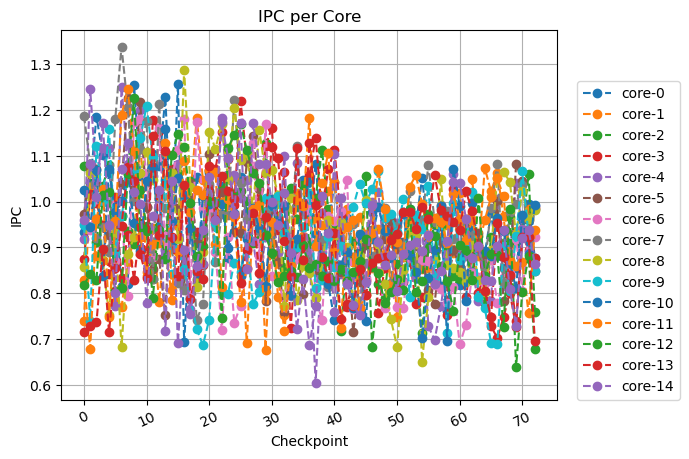 IPC per Core
IPC
1.3
1.2
1.1
1.0
0.9
0.8
0.7
0.6
0
10
20
30
40
50
60
70
Checkpoint
core-0
core-1
core-2
core-3
core-4
core-5
core-6
core-7
core-8
core-9
core-10
core-11
core-12
core-13
core-14